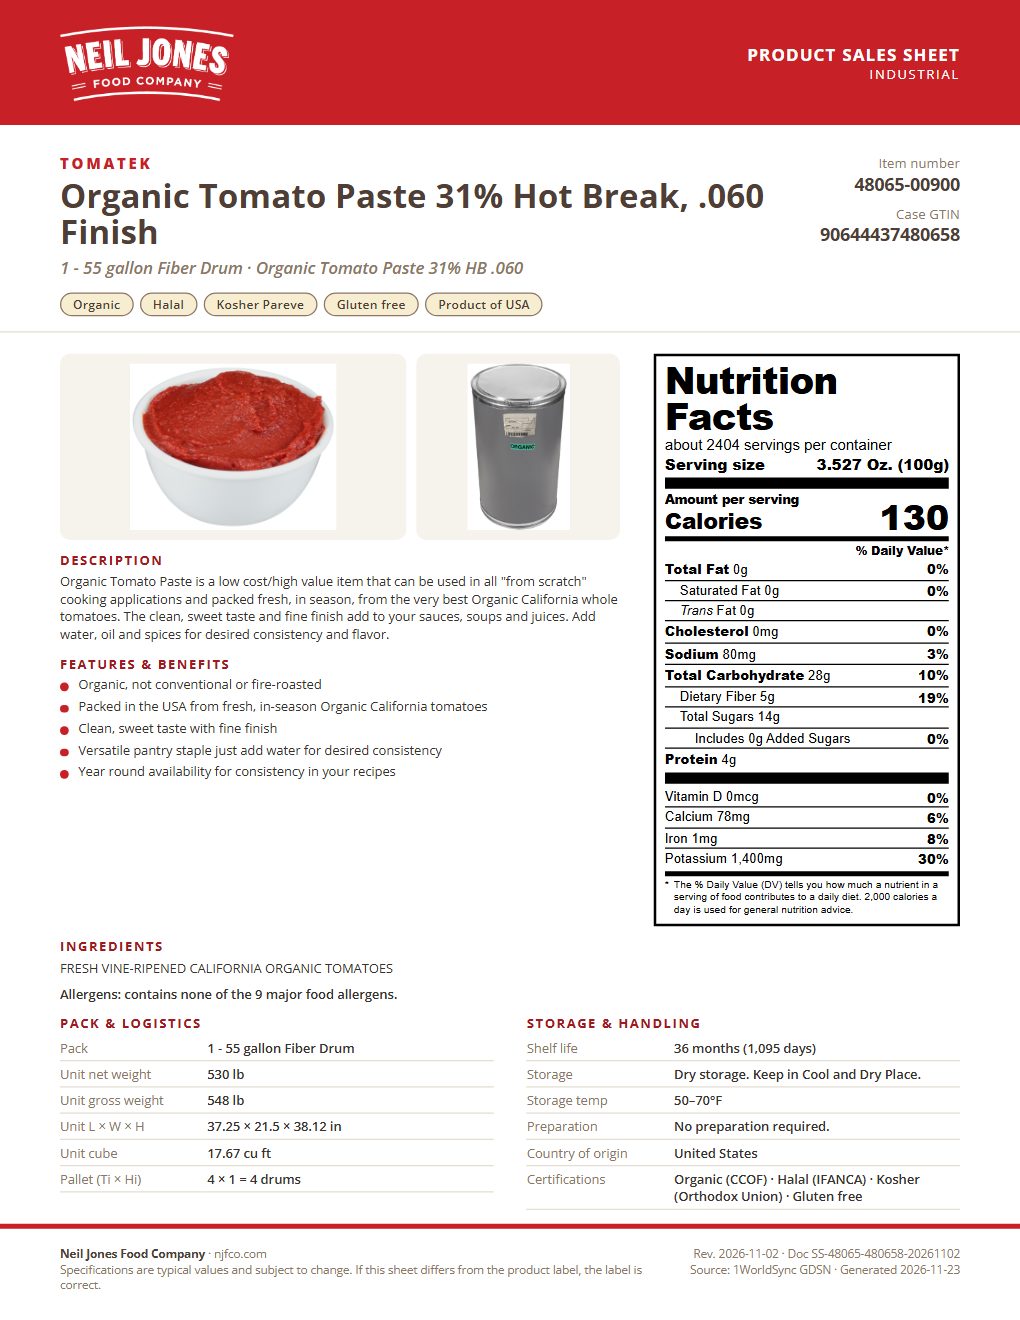 NEIL JONES
FOOD COMPANY
PRODUCT SALES SHEET
INDUSTRIAL
TOMATEK
Organic Tomato Paste 31% Hot Break, .060
Finish
1 - 55 gallon Fiber Drum · Organic Tomato Paste 31% HB .060
Item number
48065-00900
Case GTIN
90644437480658
Organic
Halal
Kosher Pareve
Gluten free
Product of USA
ORGANIC
DESCRIPTION
Organic Tomato Paste is a low cost/high value item that can be used in all "from scratch"
cooking applications and packed fresh, in season, from the very best Organic California whole
tomatoes. The clean, sweet taste and fine finish add to your sauces, soups and juices. Add
water, oil and spices for desired consistency and flavor.
FEATURES & BENEFITS
Organic, not conventional or fire-roasted
Packed in the USA from fresh, in-season Organic California tomatoes
Clean, sweet taste with fine finish
Versatile pantry staple just add water for desired consistency
Year round availability for consistency in your recipes
Nutrition
Facts
about 2404 servings per container
Serving size 3.527 Oz. (100g)
Amount per serving
Calories 130
% Daily Value*
Total Fat 0g 0%
Saturated Fat 0g 0%
Trans Fat 0g
Cholesterol 0mg 0%
Sodium 80mg 3%
Total Carbohydrate 28g 10%
Dietary Fiber 5g 19%
Total Sugars 14g
Includes 0g Added Sugars 0%
Protein 4g
Vitamin D 0mcg 0%
Calcium 78mg 6%
Iron 1mg 8%
Potassium 1,400mg 30%
* The % Daily Value (DV) tells you how much a nutrient in a
serving of food contributes to a daily diet. 2,000 calories a
day is used for general nutrition advice.
INGREDIENTS
FRESH VINE-RIPENED CALIFORNIA ORGANIC TOMATOES
Allergens: contains none of the 9 major food allergens.
PACK & LOGISTICS
Pack 1 - 55 gallon Fiber Drum
Unit net weight 530 lb
Unit gross weight 548 lb
Unit L × W × H 37.25 × 21.5 × 38.12 in
Unit cube 17.67 cu ft
Pallet (Ti × Hi) 4 × 1 = 4 drums
STORAGE & HANDLING
Shelf life 36 months (1,095 days)
Storage Dry storage. Keep in Cool and Dry Place.
Storage temp 50–70°F
Preparation No preparation required.
Country of origin United States
Certifications Organic (CCOF) · Halal (IFANCA) · Kosher
(Orthodox Union) · Gluten free
Neil Jones Food Company · njfco.com
Specifications are typical values and subject to change. If this sheet differs from the product label, the label is
correct.
Rev. 2026-11-02 · Doc SS-48065-480658-20261102
Source: 1WorldSync GDSN · Generated 2026-11-23